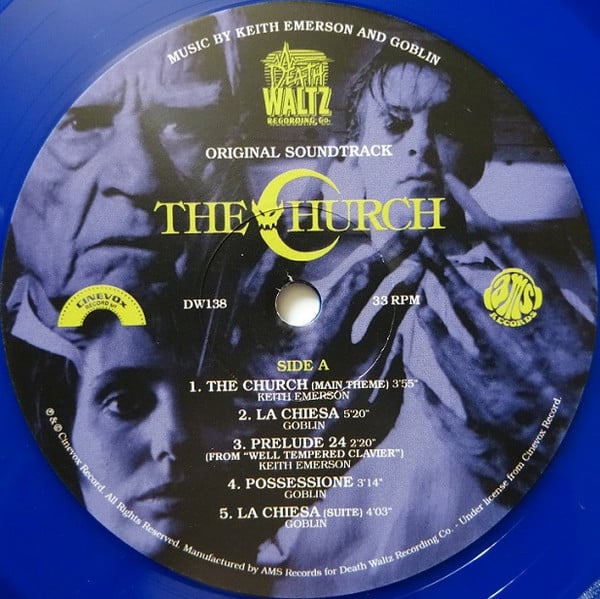 MUSIC BY KEITH EMERSON AND GOBLIN
A
DEATH
WALTZ
RECORDING CO.
ORIGINAL SOUNDTRACK
THE CHURCH
CINEVOX
RECORD
DW138
33 RPM
AMS
RECORDS
SIDE A
1. THE CHURCH (MAIN THEME) 3'55"
KEITH EMERSON
2. LA CHIESA 5'20"
GOBLIN
3. PRELUDE 24 2'20"
(FROM "WELL TEMPERED CLAVIER")
KEITH EMERSON
4. POSSESSIONE 3'14"
GOBLIN
5. LA CHIESA (SUITE) 4'03"
GOBLIN
℗ & © Cinevox Record. All Rights Reserved. Manufactured by AMS Records for Death Waltz Recording Co. - Under license from Cinevox Record.